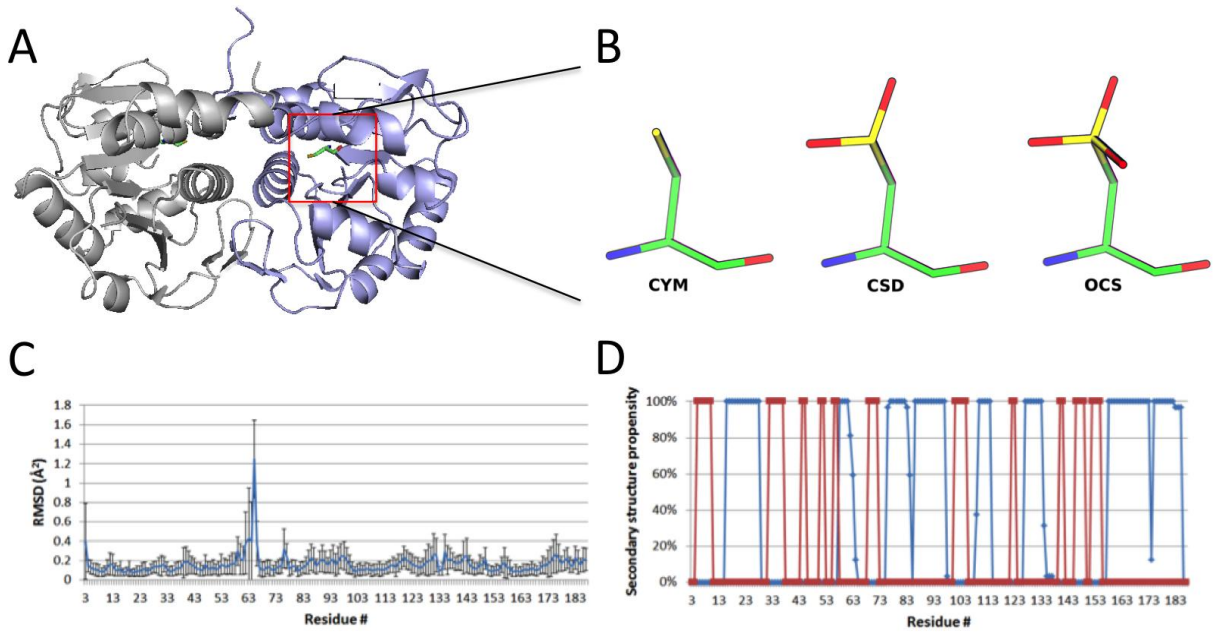 A
B
CYM
CSD
OCS
C
1.8
1.6
1.4
1.2
1
0.8
0.6
0.4
0.2
0
RMSD (Å²)
3 13 23 33 43 53 63 73 83 93 103 113 123 133 143 153 163 173 183
Residue #
D
100%
80%
60%
40%
20%
0%
Secondary structure propensity
3 13 23 33 43 53 63 73 83 93 103 113 123 133 143 153 163 173 183
Residue #